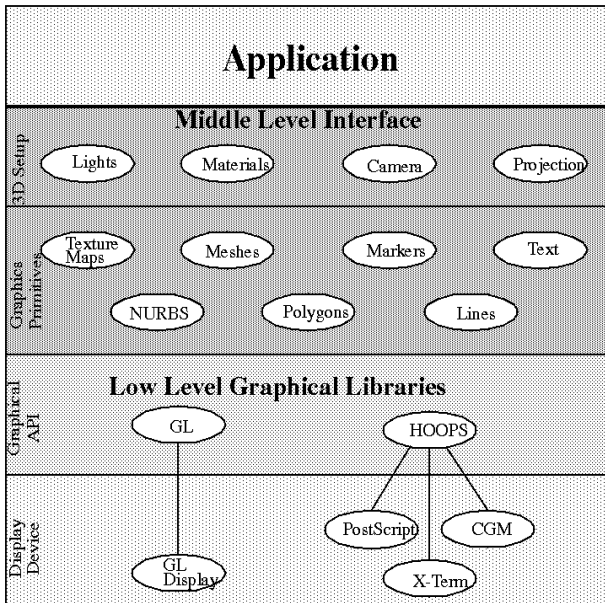 Application
Middle Level Interface
3D Setup
Lights
Materials
Camera
Projection
Graphics
Primitives
Texture
Maps
Meshes
Markers
Text
NURBS
Polygons
Lines
Low Level Graphical Libraries
Graphical
API
GL
HOOPS
Display
Device
PostScript
CGM
GL
Display
X-Term